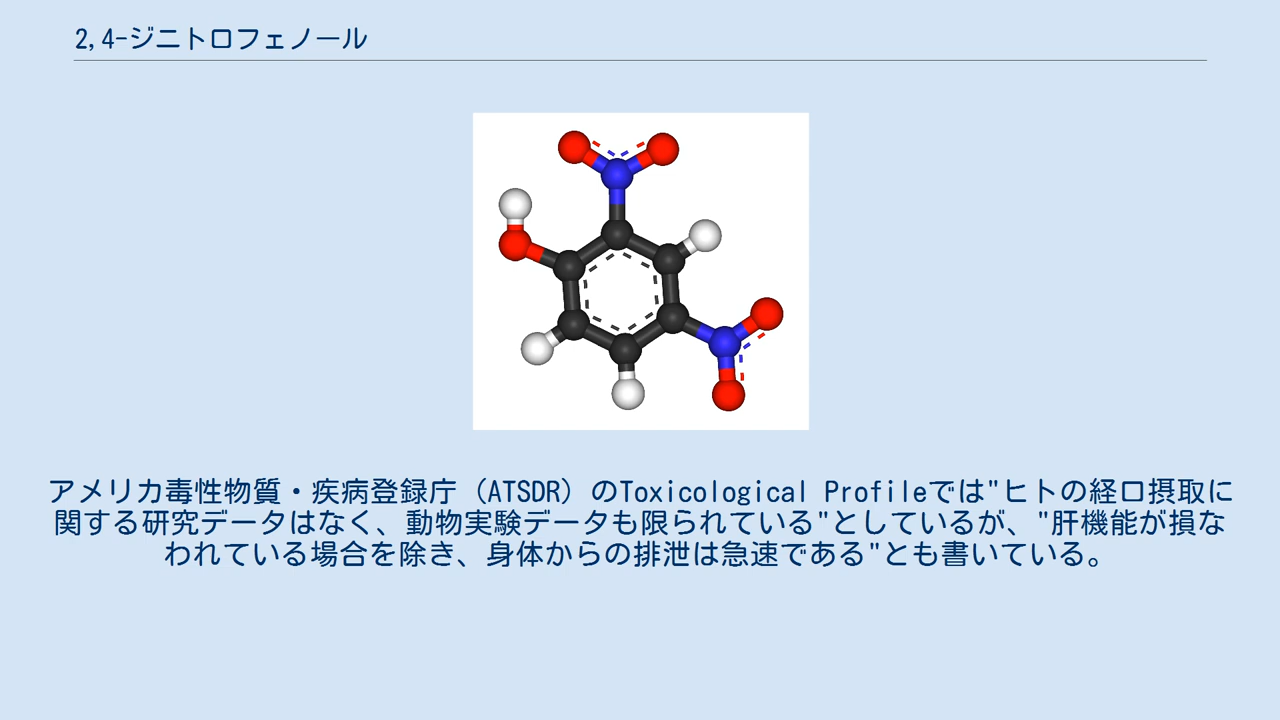 2,4-ジニトロフェノール
アメリカ毒性物質・疾病登録庁（ATSDR）のToxicological Profileでは"ヒトの経口摂取に
関する研究データはなく、動物実験データも限られている"としているが、"肝機能が損な
われている場合を除き、身体からの排泄は急速である"とも書いている。